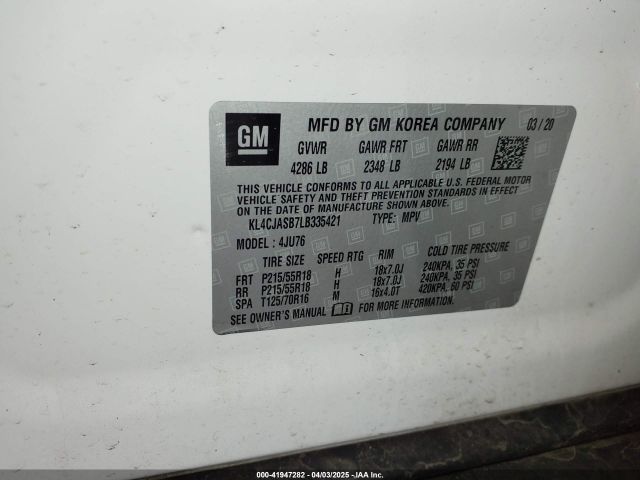 GM
MFD BY GM KOREA COMPANY 03/20
GVWR GAWR FRT GAWR RR
4286 LB 2348 LB 2194 LB
THIS VEHICLE CONFORMS TO ALL APPLICABLE U.S. FEDERAL MOTOR
VEHICLE SAFETY AND THEFT PREVENTION STANDARDS IN EFFECT
ON THE DATE OF MANUFACTURE SHOWN ABOVE.
KL4CJASB7LB335421 TYPE: MPV
MODEL: 4JU76
TIRE SIZE SPEED RTG RIM COLD TIRE PRESSURE
FRT P215/55R18 H 18x7.0J 240KPA, 35 PSI
RR P215/55R18 H 18x7.0J 240KPA, 35 PSI
SPA T125/70R16 M 16x4.0T 420KPA, 60 PSI
SEE OWNER'S MANUAL FOR MORE INFORMATION.
000-41947282 - 04/03/2025 - IAA Inc.